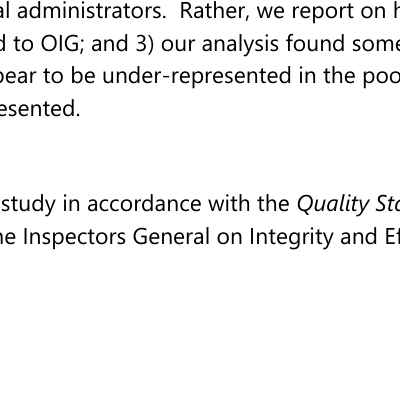 al administrators. Rather, we report on h
d to OIG; and 3) our analysis found some
pear to be under-represented in the poo
esented.
study in accordance with the Quality Sta
he Inspectors General on Integrity and Ef